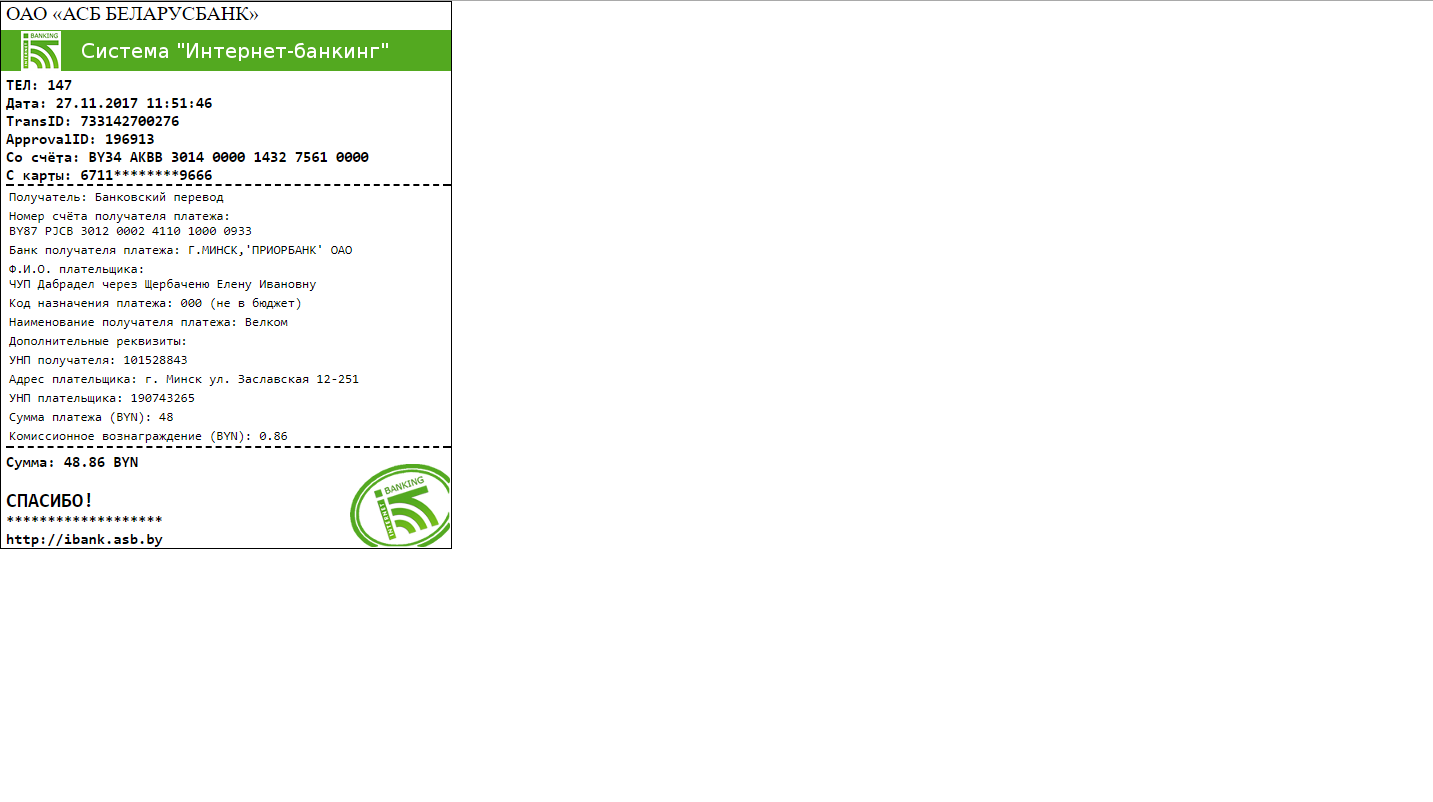 ОАО «АСБ БЕЛАРУСБАНК»
BANKING
INTERNET
Система "Интернет-банкинг"
ТЕЛ: 147
Дата: 27.11.2017 11:51:46
TransID: 733142700276
ApprovalID: 196913
Со счёта: BY34 AKBB 3014 0000 1432 7561 0000
С карты: 6711********9666
Получатель: Банковский перевод
Номер счёта получателя платежа:
BY87 PJCB 3012 0002 4110 1000 0933
Банк получателя платежа: Г.МИНСК,'ПРИОРБАНК' ОАО
Ф.И.О. плательщика:
ЧУП Дабрадел через Щербаченю Елену Ивановну
Код назначения платежа: 000 (не в бюджет)
Наименование получателя платежа: Велком
Дополнительные реквизиты:
УНП получателя: 101528843
Адрес плательщика: г. Минск ул. Заславская 12-251
УНП плательщика: 190743265
Сумма платежа (BYN): 48
Комиссионное вознаграждение (BYN): 0.86
Сумма: 48.86 BYN
СПАСИБО!
*******************
http://ibank.asb.by
BANKING
INTERNET